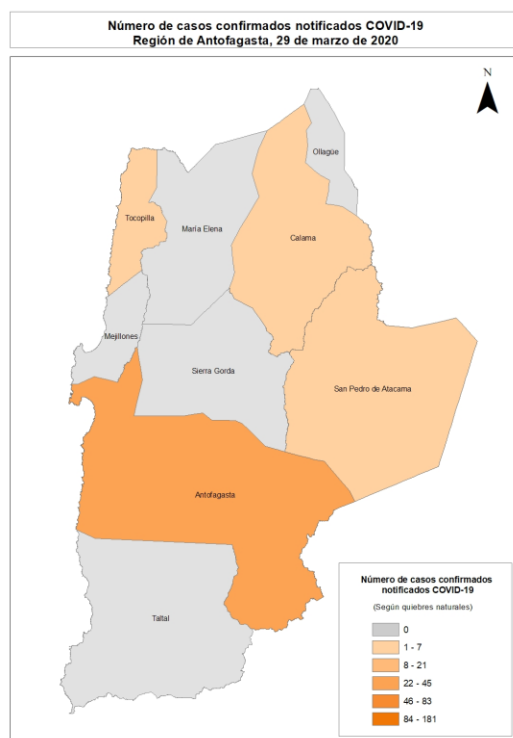 Número de casos confirmados notificados COVID-19
Región de Antofagasta, 29 de marzo de 2020
N
Ollagüe
Tocopilla
María Elena
Calama
Mejillones
Sierra Gorda
San Pedro de Atacama
Antofagasta
Taltal
Número de casos confirmados
notificados COVID-19
(Según quiebres naturales)
0
1 - 7
8 - 21
22 - 45
46 - 83
84 - 181